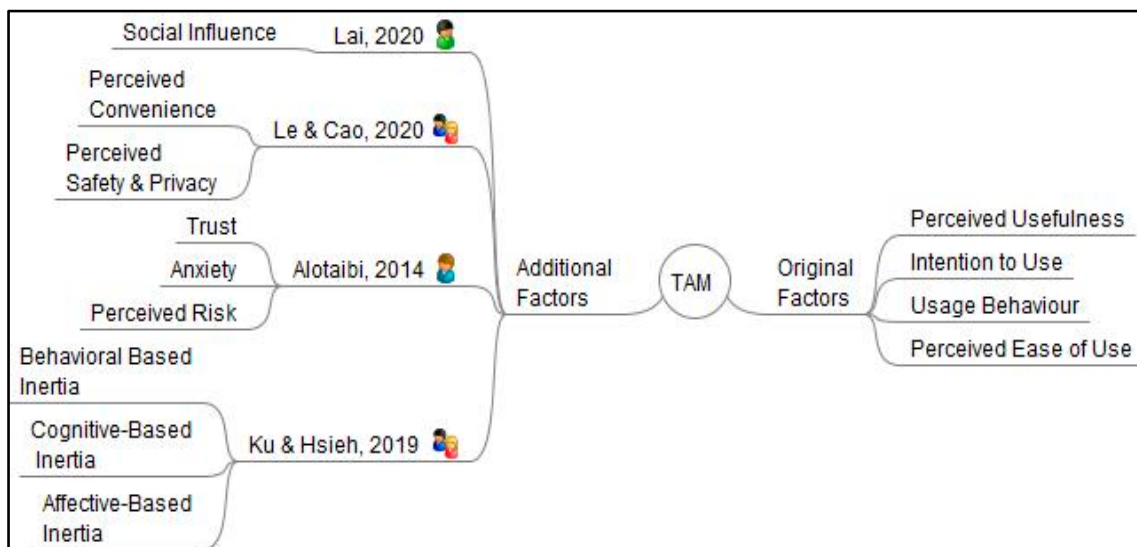 Social Influence
Lai, 2020
Perceived
Convenience
Le & Cao, 2020
Perceived
Safety & Privacy
Trust
Anxiety
Alotaibi, 2014
Perceived Risk
Behavioral Based
Inertia
Cognitive-Based
Inertia
Ku & Hsieh, 2019
Affective-Based
Inertia
Additional
Factors
TAM
Original
Factors
Perceived Usefulness
Intention to Use
Usage Behaviour
Perceived Ease of Use